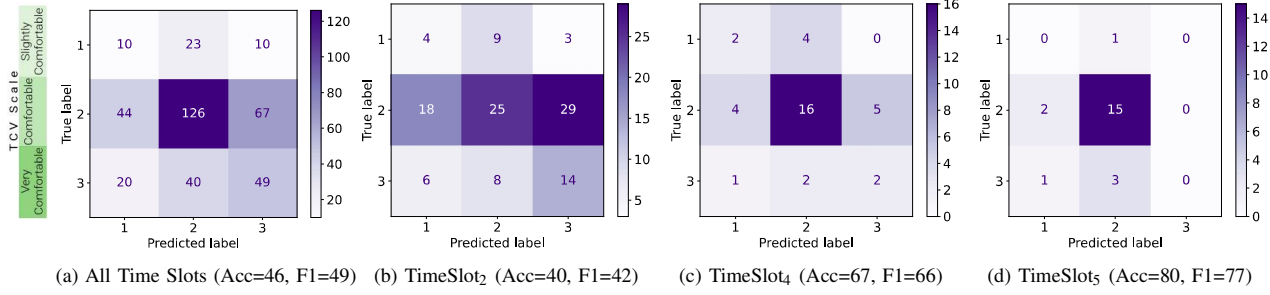 TCV Scale
Slightly
Comfortable
Comfortable
Very
Comfortable
True label
1
2
3
10 23 10
44 126 67
20 40 49
1 2 3
Predicted label
120
100
80
60
40
20
(a) All Time Slots (Acc=46, F1=49)
True label
1
2
3
4 9 3
18 25 29
6 8 14
1 2 3
Predicted label
25
20
15
10
5
(b) TimeSlot₂ (Acc=40, F1=42)
True label
1
2
3
2 4 0
4 16 5
1 2 2
1 2 3
Predicted label
16
14
12
10
8
6
4
2
0
(c) TimeSlot₄ (Acc=67, F1=66)
True label
1
2
3
0 1 0
2 15 0
1 3 0
1 2 3
Predicted label
14
12
10
8
6
4
2
0
(d) TimeSlot₅ (Acc=80, F1=77)